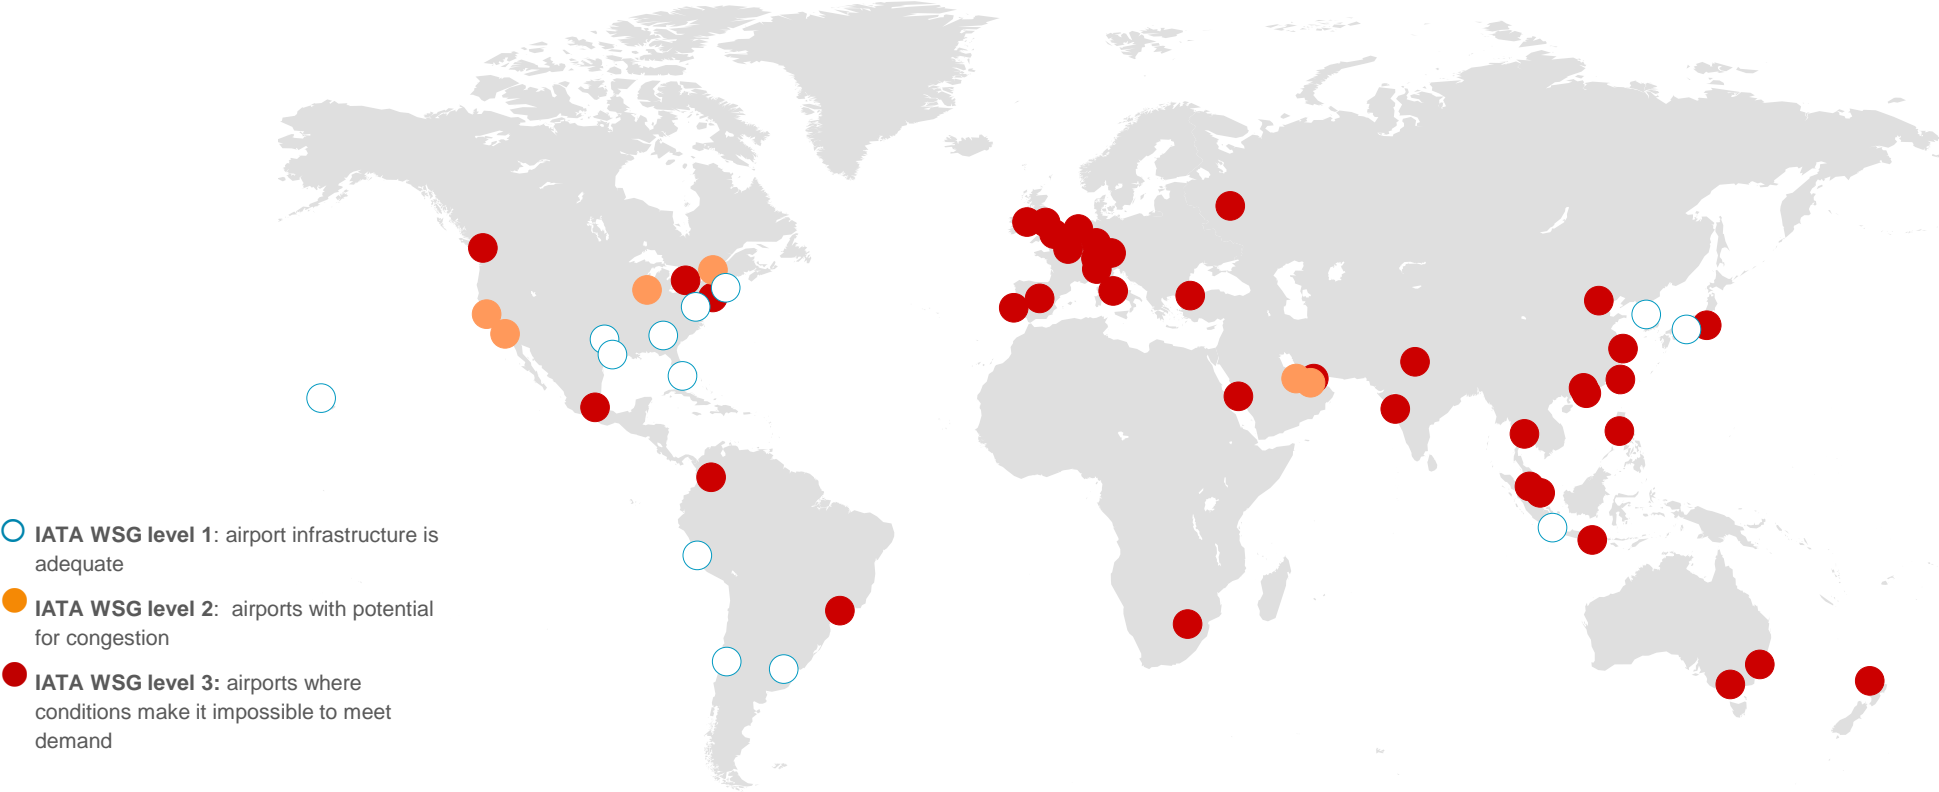 IATA WSG level 1: airport infrastructure is
adequate
IATA WSG level 2:  airports with potential
for congestion
IATA WSG level 3: airports where
conditions make it impossible to meet
demand